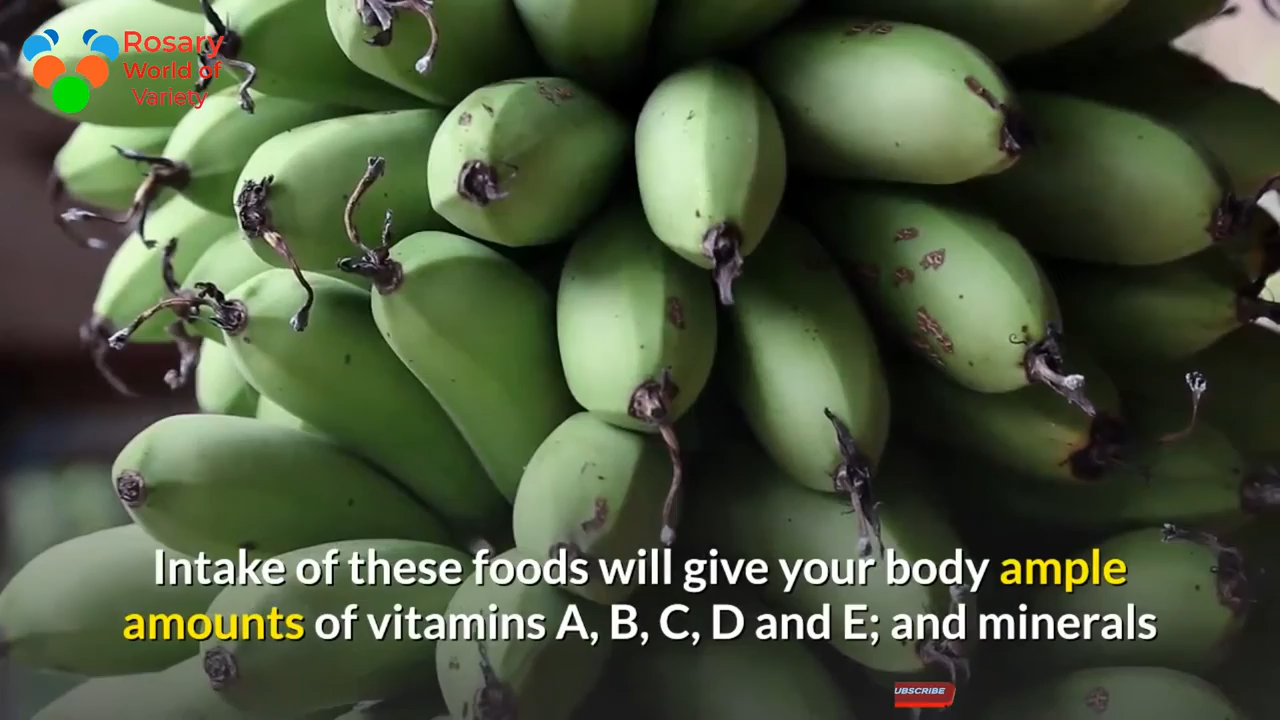 Rosary
World of
Variety
Intake of these foods will give your body ample
amounts of vitamins A, B, C, D and E; and minerals
UBSCRIBE